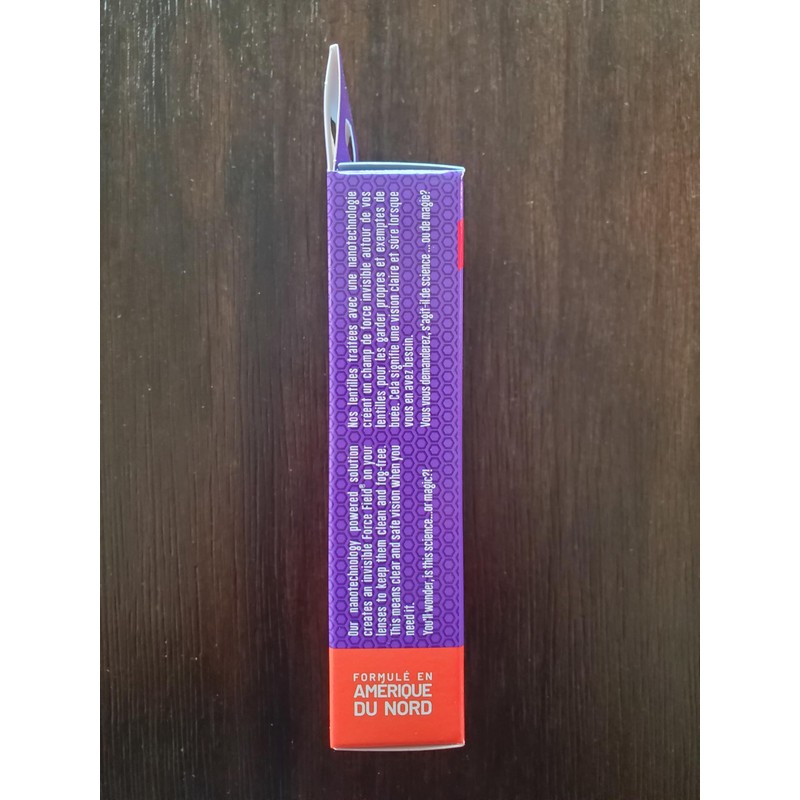 Our nanotechnology powered solution
creates an invisible Force Field® on your
lenses to keep them clean and fog-free.
This means clear and safe vision when you
need it.
You'll wonder, is this science...or magic?!
Nos lentilles traitées avec une nanotechnologie
créent un champ de force invisible autour de vos
lentilles pour les garder propres et exemptes de
buée. Cela signifie une vision claire et sûre lorsque
vous en avez besoin.
Vous vous demanderez, s'agit-il de science ... ou de magie?
FORMULÉ EN
AMÉRIQUE
DU NORD